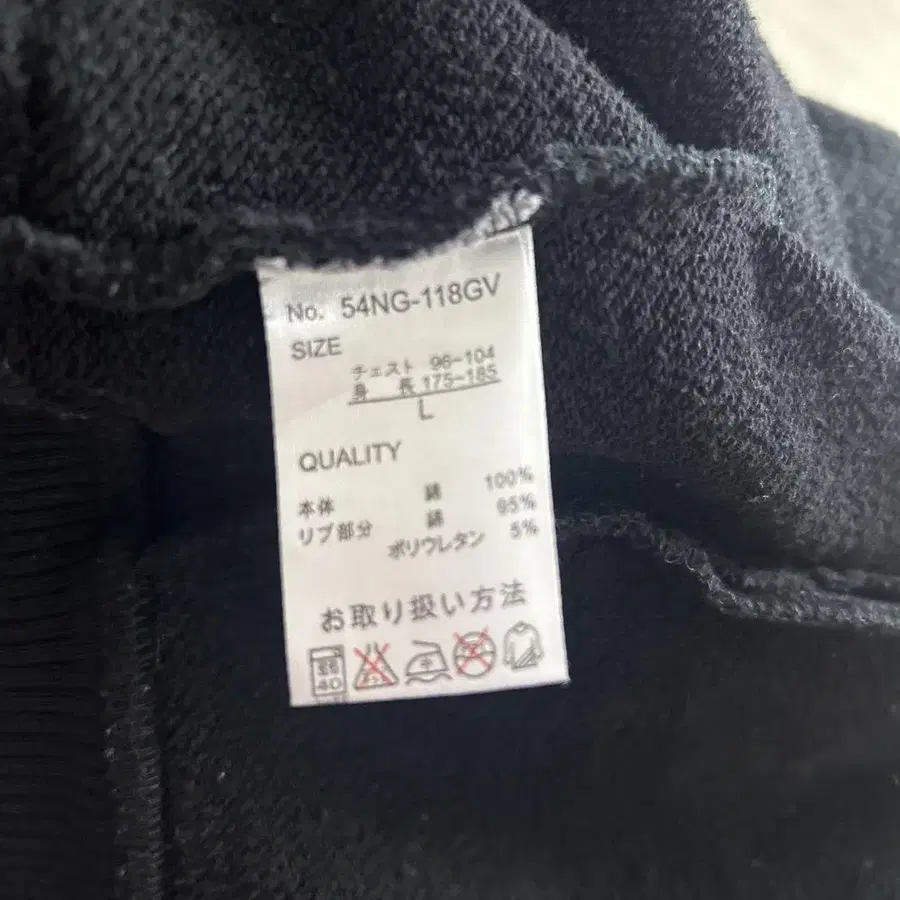 No. 54NG-118GV
SIZE
チェスト 96-104
身 長 175-185
L
QUALITY
本体 綿 100%
リブ部分 綿 95%
ポリウレタン 5%
お取り扱い方法
40